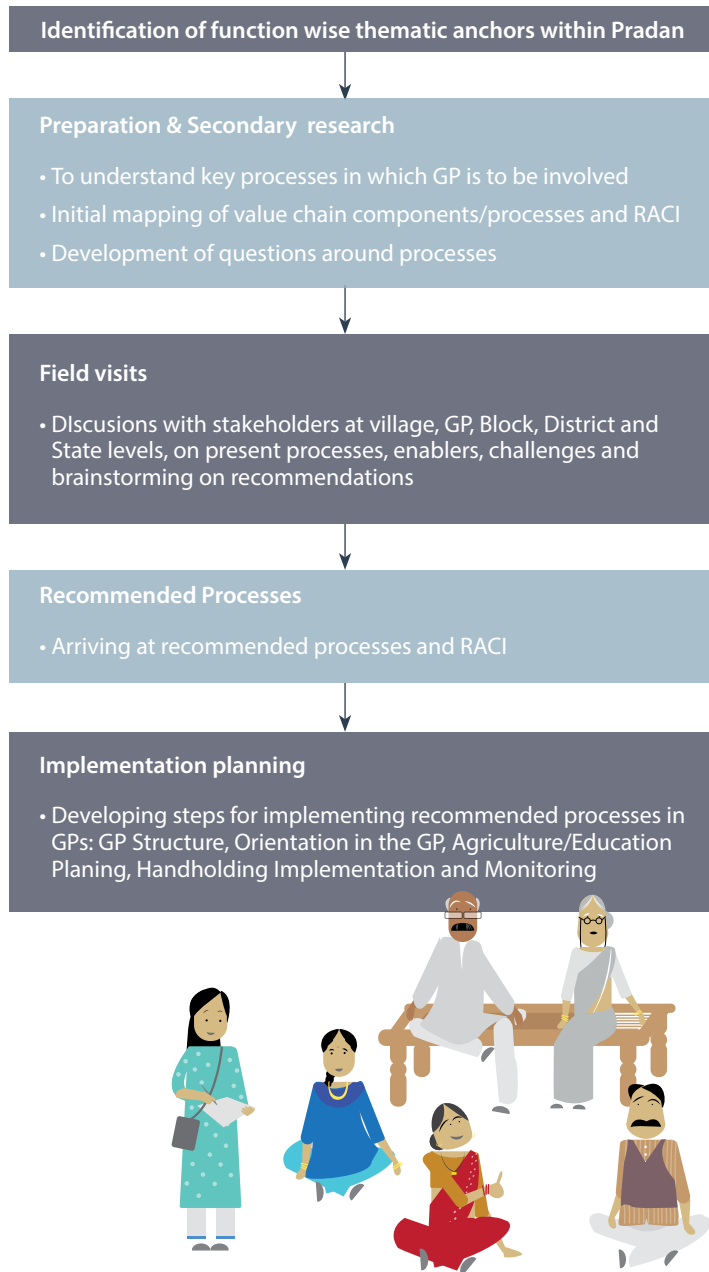 Identification of function wise thematic anchors within Pradan
Preparation & Secondary research
• To understand key processes in which GP is to be involved
• Initial mapping of value chain components/processes and RACI
• Development of questions around processes
Field visits
• DIscusions with stakeholders at village, GP, Block, District and
State levels, on present processes, enablers, challenges and
brainstorming on recommendations
Recommended Processes
• Arriving at recommended processes and RACI
Implementation planning
• Developing steps for implementing recommended processes in
GPs: GP Structure, Orientation in the GP, Agriculture/Education
Planing, Handholding Implementation and Monitoring